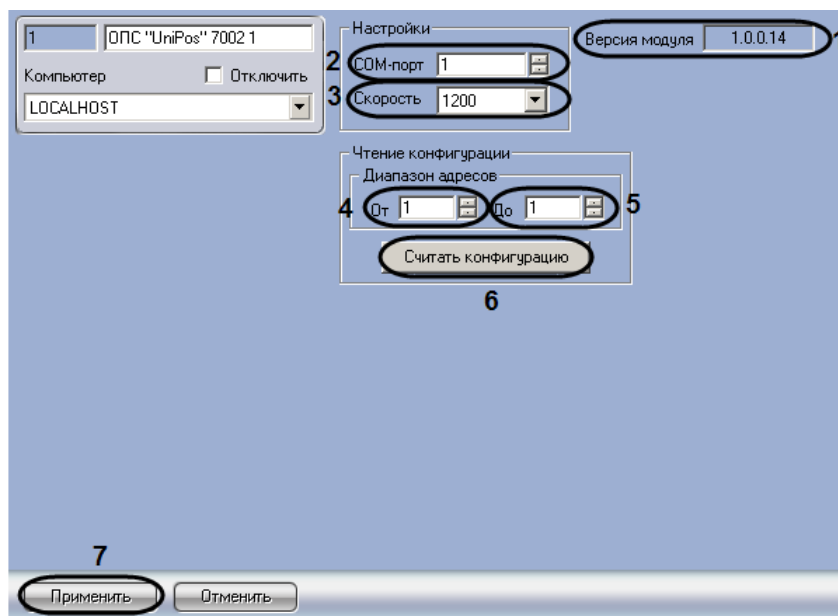 1 ОПС "UniPos" 7002 1
Компьютер Отключить
LOCALHOST
Настройки
2 COM-порт 1
3 Скорость 1200
Версия модуля 1.0.0.14 1
Чтение конфигурации
Диапазон адресов
4 От 1 До 1 5
Считать конфигурацию
6
7
Применить Отменить